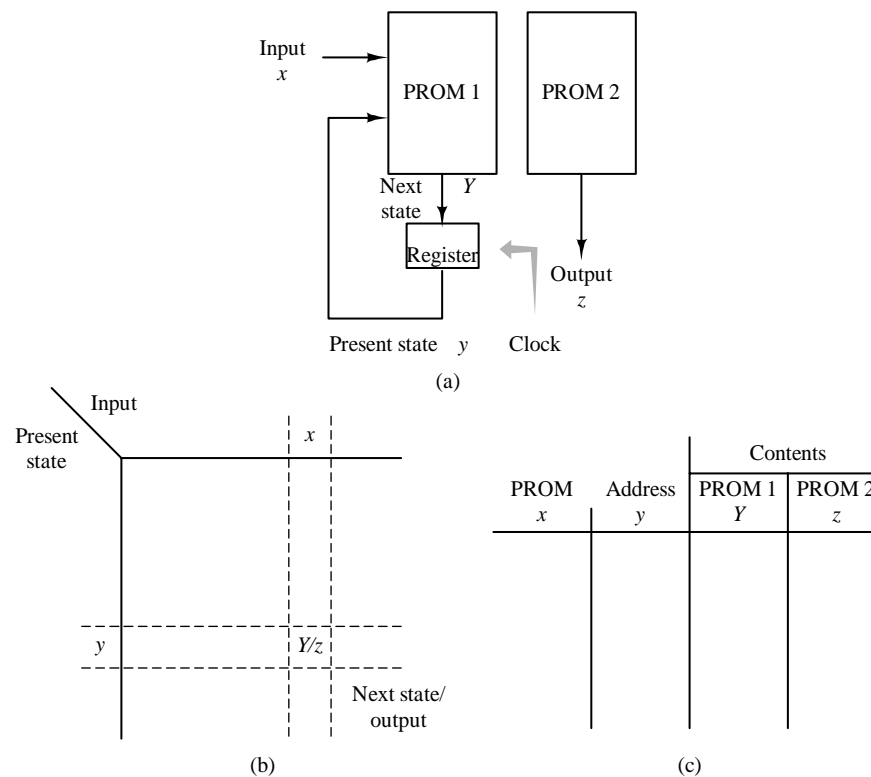 Input
x
PROM 1
PROM 2
Next
state
Y
Register
Output
z
Present state y
Clock
(a)
Input
Present
state
x
y
Y/z
Next state/
output
(b)
Contents
PROM Address PROM 1 PROM 2
x y Y z
(c)